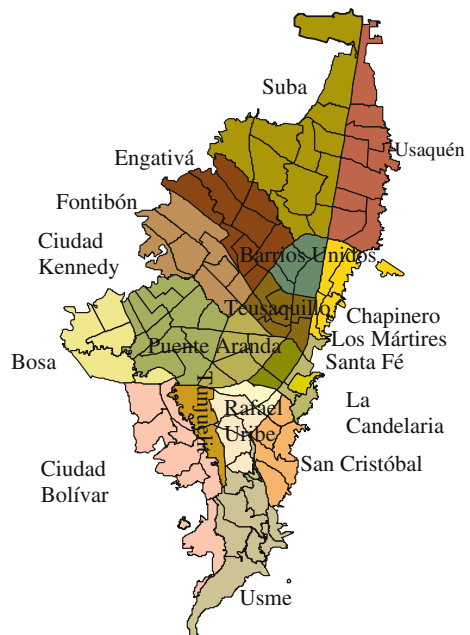 Suba
Usaquén
Engativá
Fontibón
Barrios Unidos
Ciudad
Kennedy
Teusaquillo
Chapinero
Los Mártires
Puente Aranda
Santa Fé
Bosa
Tunjuelito
Rafael
Uribe
La
Candelaria
San Cristóbal
Ciudad
Bolívar
Usme